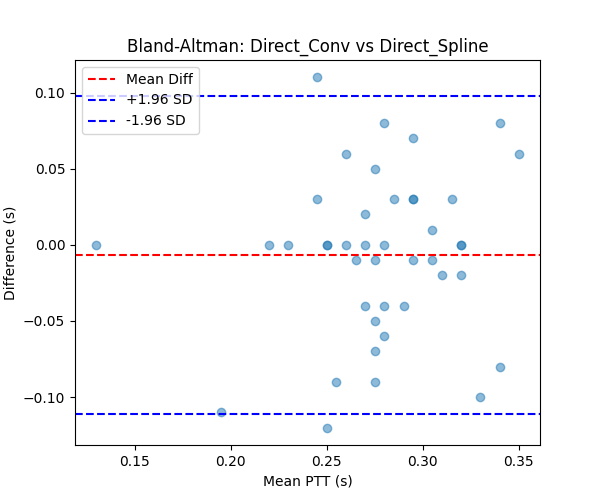 Bland-Altman: Direct_Conv vs Direct_Spline
Mean Diff
+1.96 SD
-1.96 SD
0.10
0.05
0.00
−0.05
−0.10
Difference (s)
0.15 0.20 0.25 0.30 0.35
Mean PTT (s)